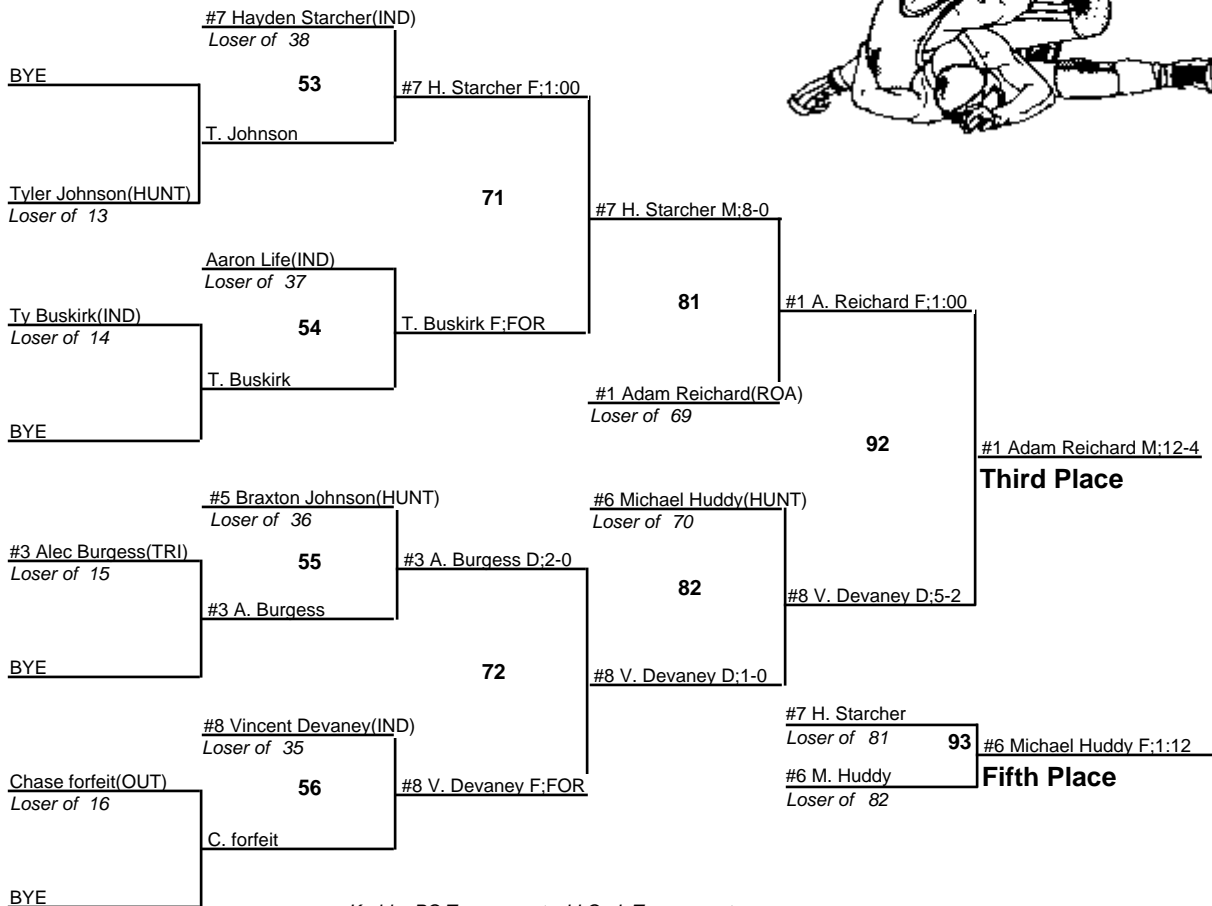 #7 Hayden Starcher(IND)
Loser of 38
BYE
53
#7 H. Starcher F;1:00
T. Johnson
Tyler Johnson(HUNT)
Loser of 13
71
#7 H. Starcher M;8-0
Aaron Life(IND)
Loser of 37
Ty Buskirk(IND)
Loser of 14
54
T. Buskirk F;FOR
81
#1 A. Reichard F;1:00
T. Buskirk
#1 Adam Reichard(ROA)
Loser of 69
BYE
92
#1 Adam Reichard M;12-4
Third Place
#5 Braxton Johnson(HUNT)
Loser of 36
#6 Michael Huddy(HUNT)
Loser of 70
#3 Alec Burgess(TRI)
Loser of 15
55
#3 A. Burgess D;2-0
82
#8 V. Devaney D;5-2
#3 A. Burgess
BYE
72
#8 V. Devaney D;1-0
#8 Vincent Devaney(IND)
Loser of 35
#7 H. Starcher
Loser of 81
93
#6 Michael Huddy F;1:12
Fifth Place
Chase forfeit(OUT)
Loser of 16
56
#8 V. Devaney F;FOR
#6 M. Huddy
Loser of 82
C. forfeit
BYE